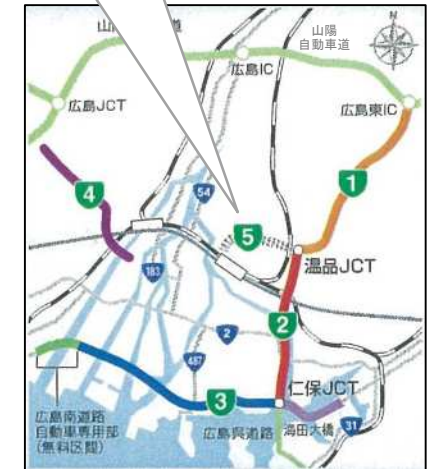 山陽
自動車道
広島IC
広島JCT
広島東IC
1
4
54
5
温品JCT
183
2
2
487
3
仁保JCT
広島南道路
自動車専用部
(無料区間)
広島呉道路
海田大橋
31